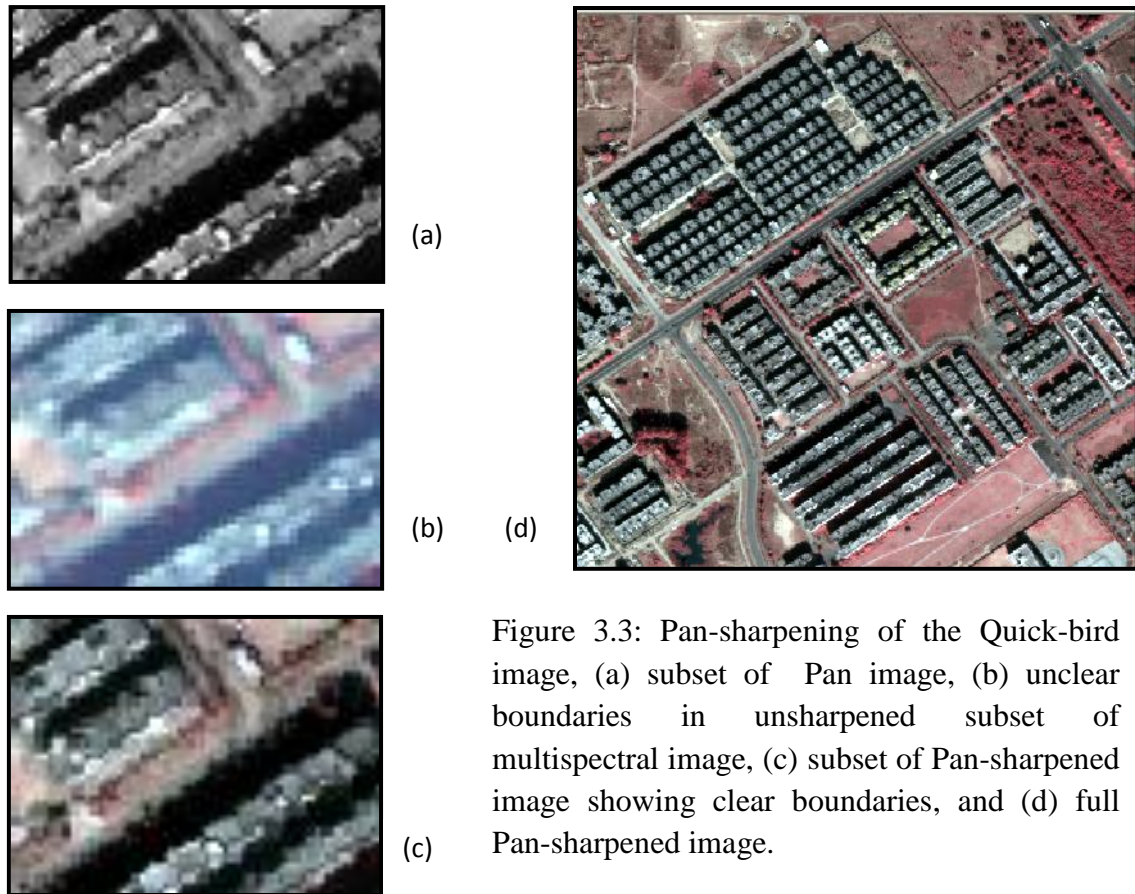 (a)
(b)
(d)
(c)
Figure 3.3: Pan-sharpening of the Quick-bird
image, (a) subset of Pan image, (b) unclear
boundaries in unsharpened subset of
multispectral image, (c) subset of Pan-sharpened
image showing clear boundaries, and (d) full
Pan-sharpened image.